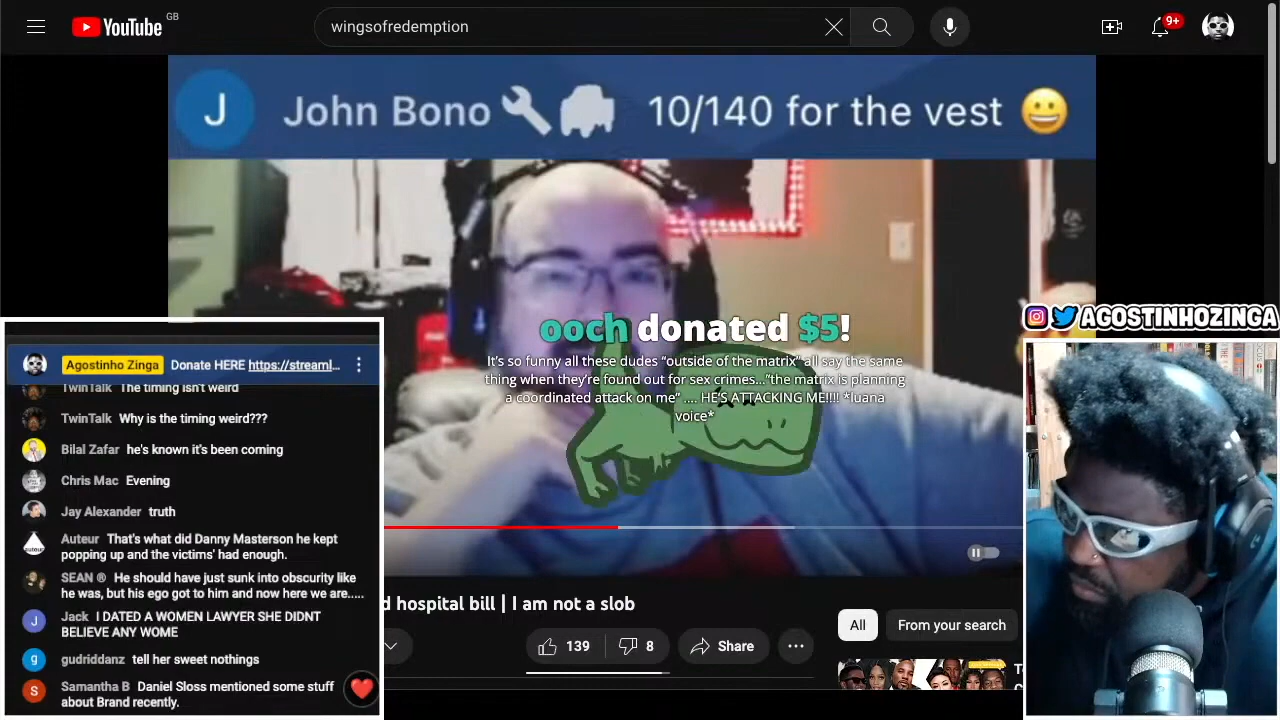 YouTube GB
wingsofredemption
9+
J John Bono 10/140 for the vest 😀
ooch donated $5!
It's so funny all these dudes “outside of the matrix” all say the same
thing when they're found out for sex crimes...“the matrix is planning
a coordinated attack on me” .... HE'S ATTACKING ME!!!! *luana
voice*
AGOSTINHOZINGA
Agostinho Zinga Donate HERE https://streaml...
TwinTalk The timing isn't weird
TwinTalk Why is the timing weird???
Bilal Zafar he's known it's been coming
Chris Mac Evening
Jay Alexander truth
Auteur That's what did Danny Masterson he kept
popping up and the victims' had enough.
SEAN ® He should have just sunk into obscurity like
he was, but his ego got to him and now here we are.....
J Jack I DATED A WOMEN LAWYER SHE DIDNT
BELIEVE ANY WOME
g gudriddanz tell her sweet nothings
S Samantha B Daniel Sloss mentioned some stuff
about Brand recently.
d hospital bill | I am not a slob
139 8 Share ...
All From your search